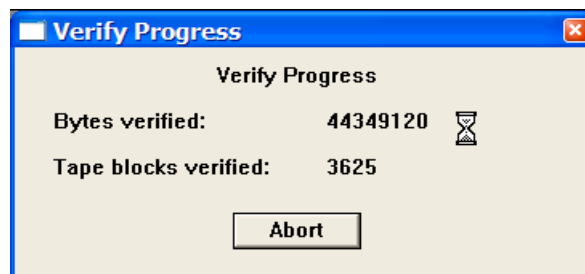 Verify Progress
Verify Progress
Bytes verified: 44349120
Tape blocks verified: 3625
Abort